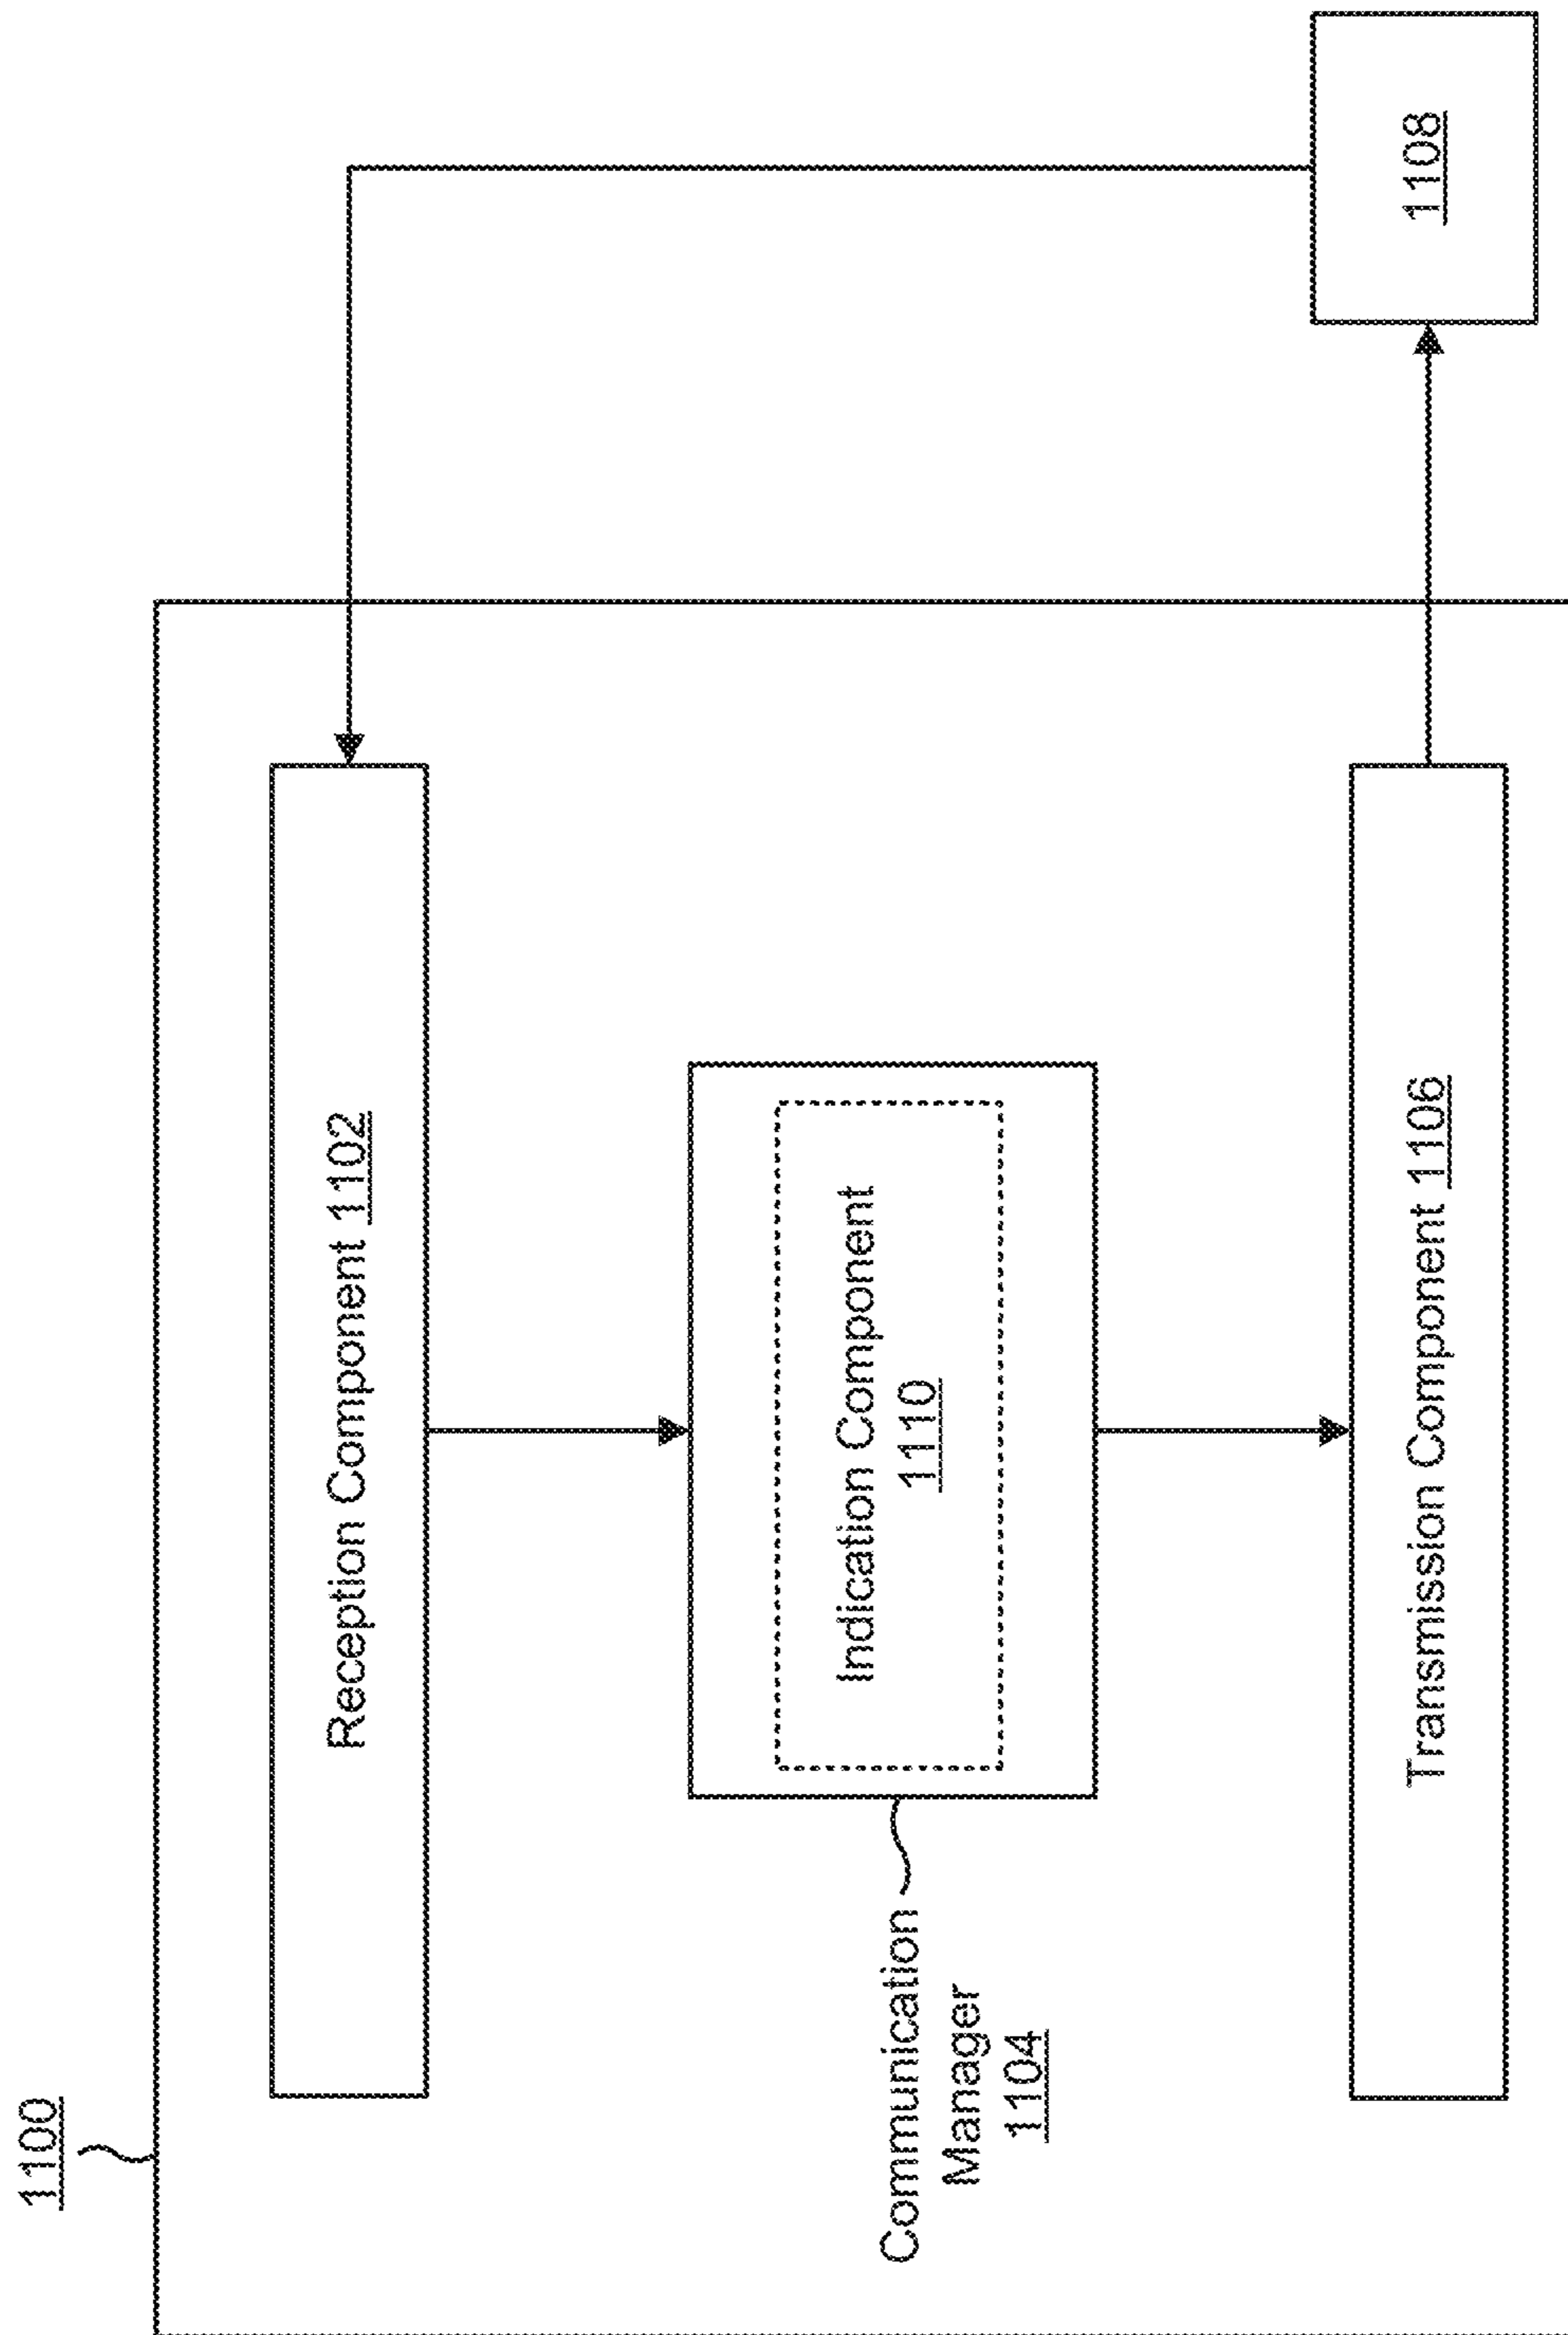 1100
Reception Component 1102
Indication Component
1110
Communication
Manager
1104
Transmission Component 1106
1108